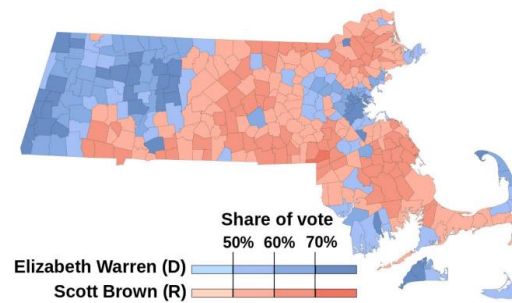 Share of vote
50% 60% 70%
Elizabeth Warren (D)
Scott Brown (R)